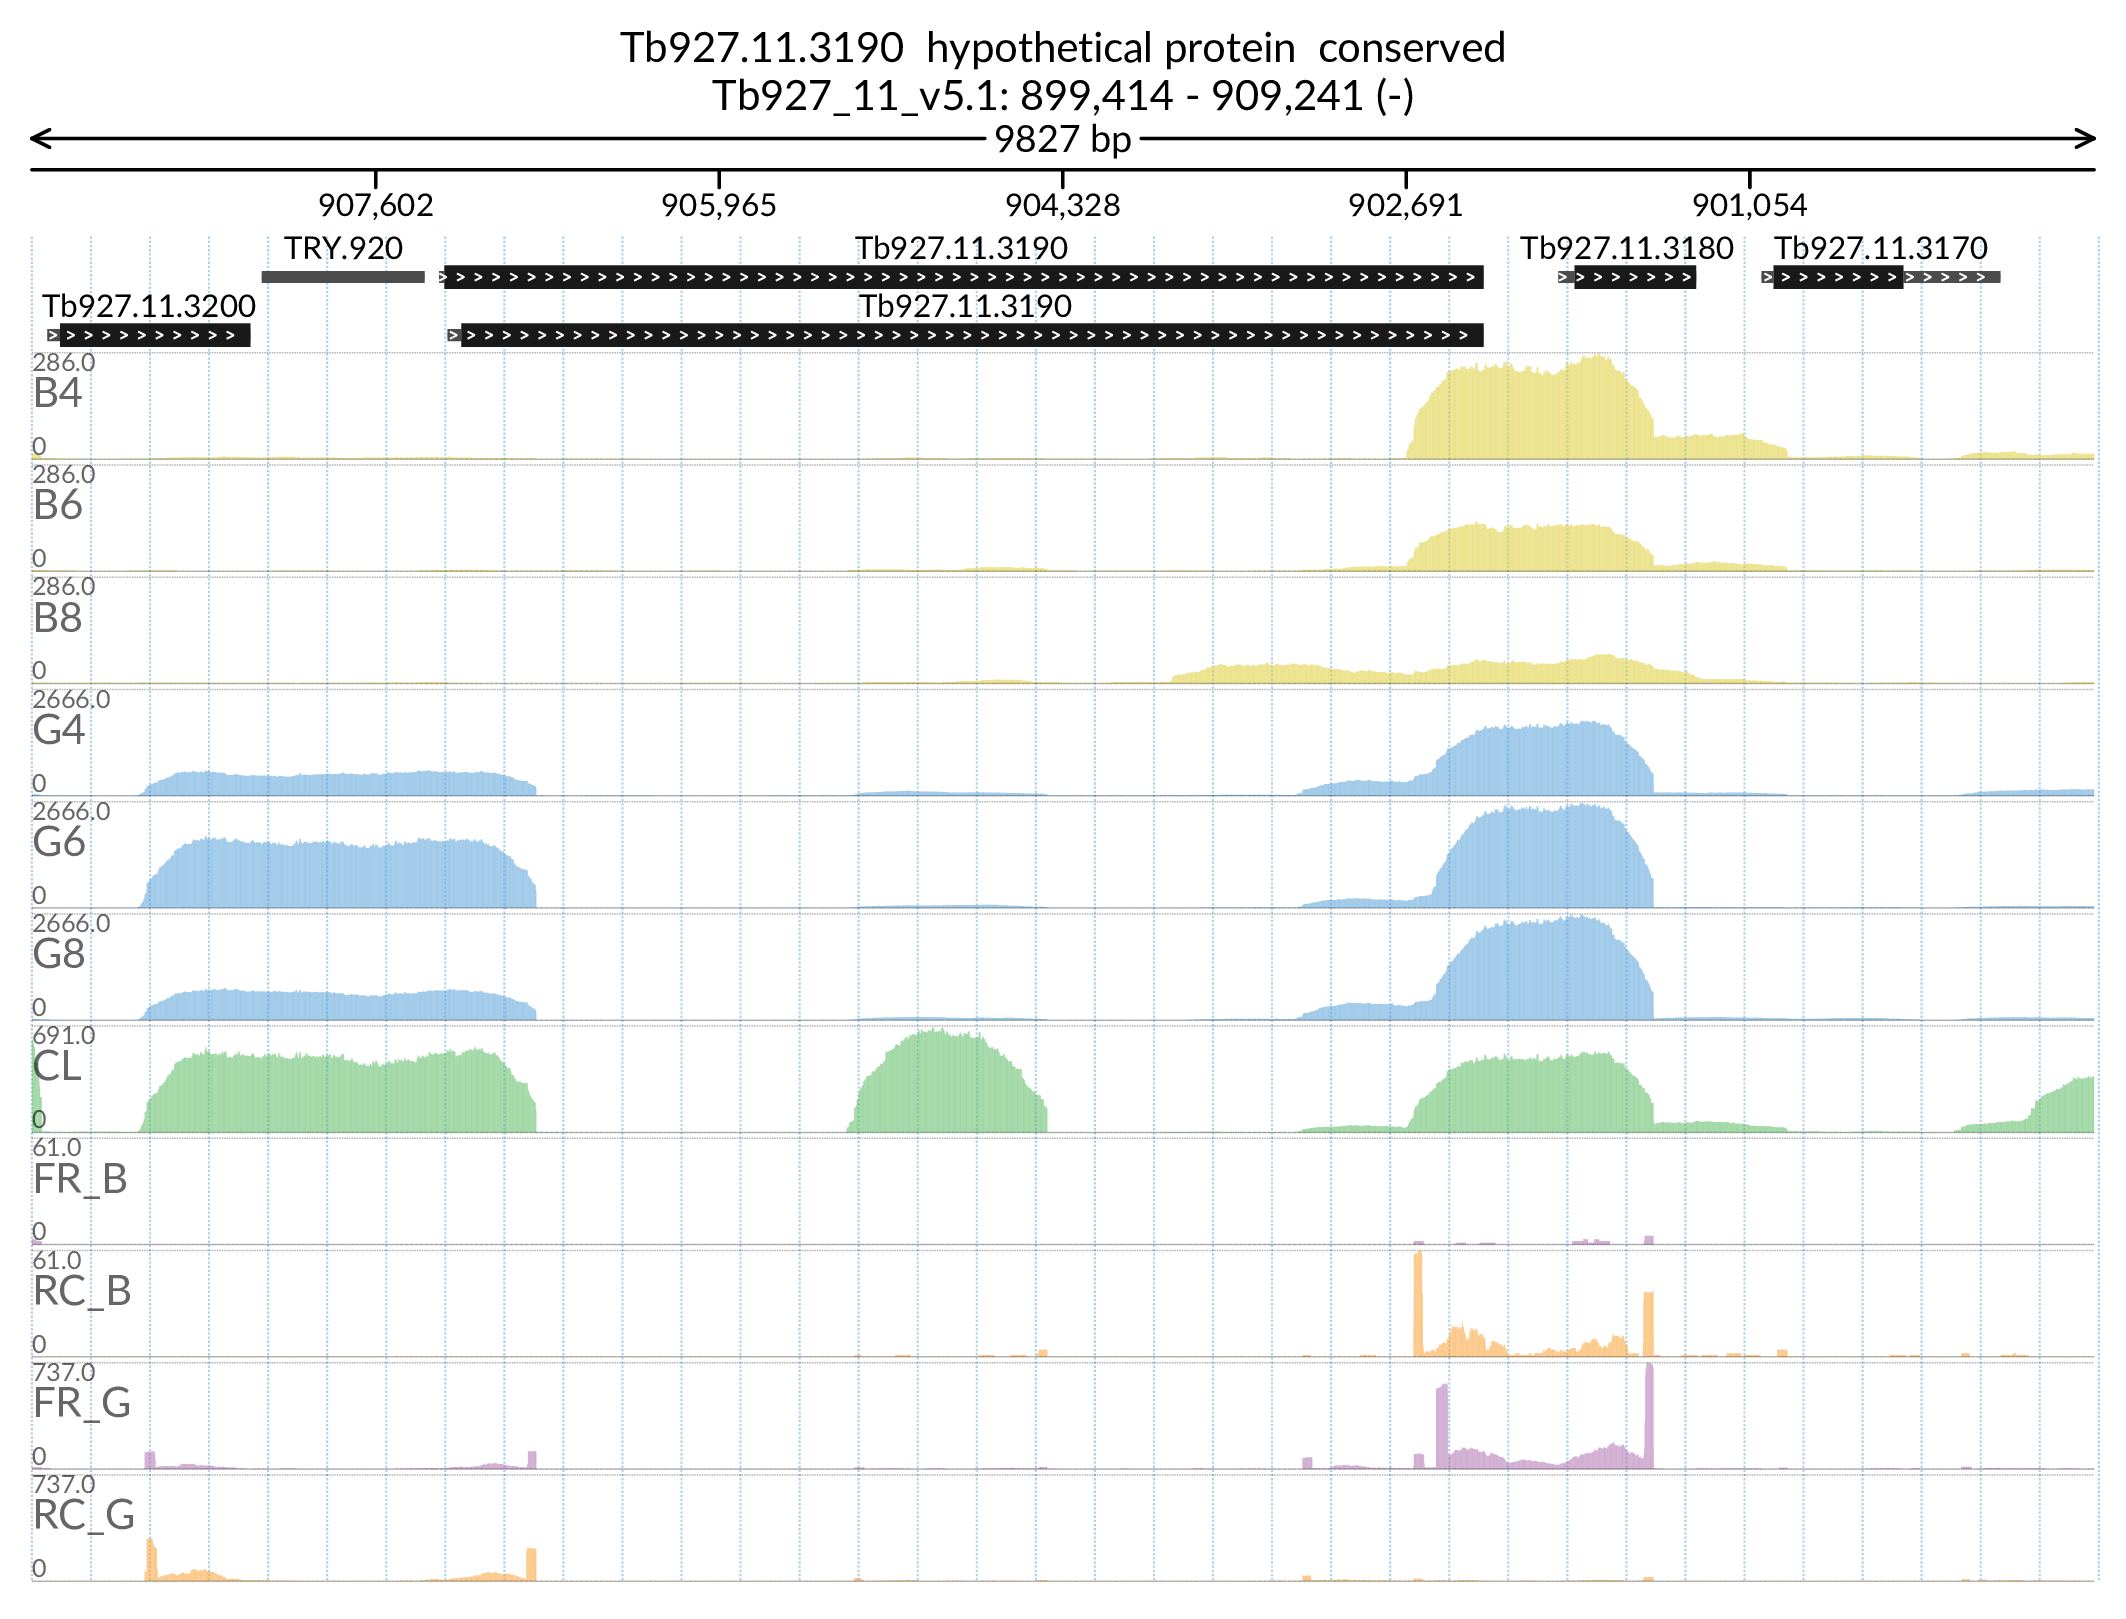 Tb927.11.3190  hypothetical protein  conserved
Tb927_11_v5.1: 899,414 - 909,241 (-)
9827 bp
907,602 905,965 904,328 902,691 901,054
TRY.920 Tb927.11.3190 Tb927.11.3180 Tb927.11.3170
Tb927.11.3200 Tb927.11.3190
286.0
B4
0
286.0
B6
0
286.0
B8
0
2666.0
G4
0
2666.0
G6
0
2666.0
G8
0
691.0
CL
0
61.0
FR_B
0
61.0
RC_B
0
737.0
FR_G
0
737.0
RC_G
0